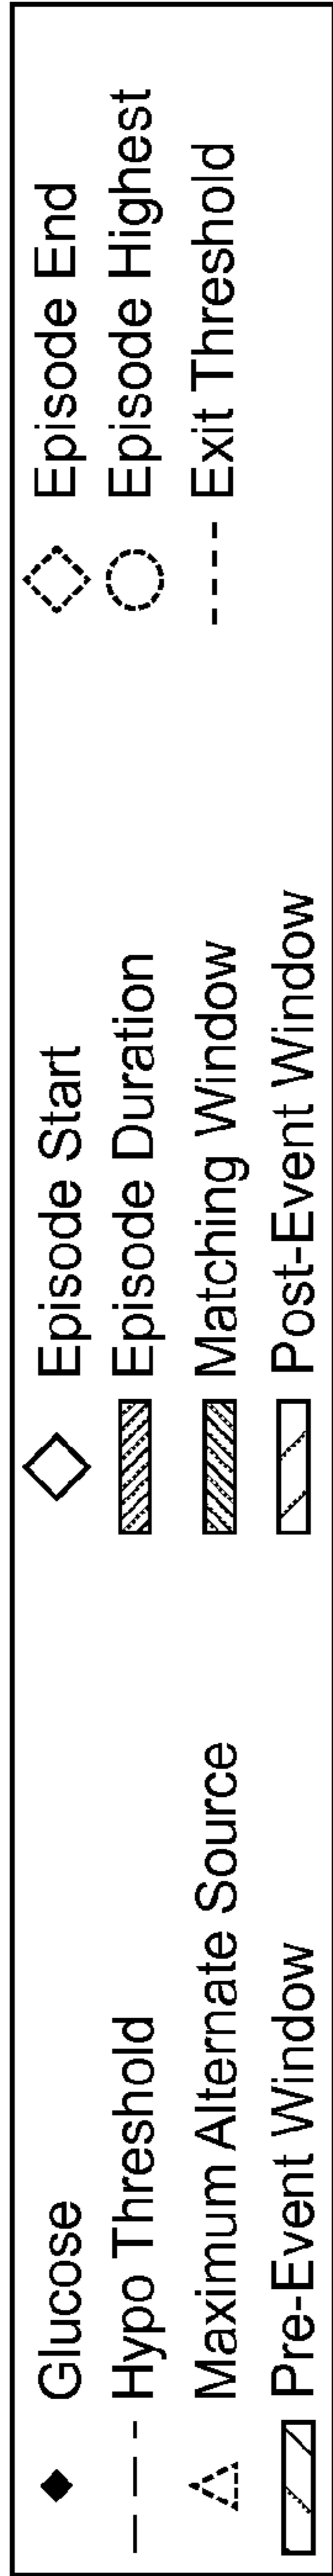 Glucose
Hypo Threshold
Maximum Alternate Source
Pre-Event Window
Episode Start
Episode Duration
Matching Window
Post-Event Window
Episode End
Episode Highest
Exit Threshold